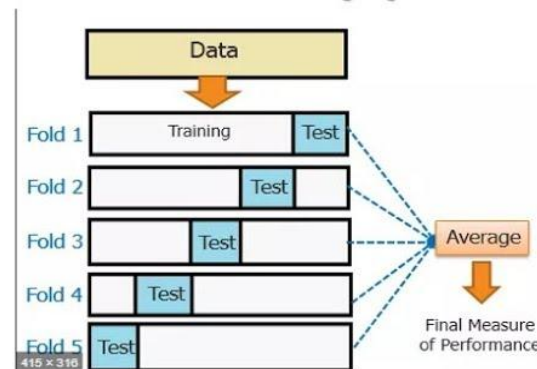 Data
Fold 1
Training
Test
Fold 2
Test
Fold 3
Test
Average
Fold 4
Test
Final Measure
of Performance
Fold 5
Test
415 × 316